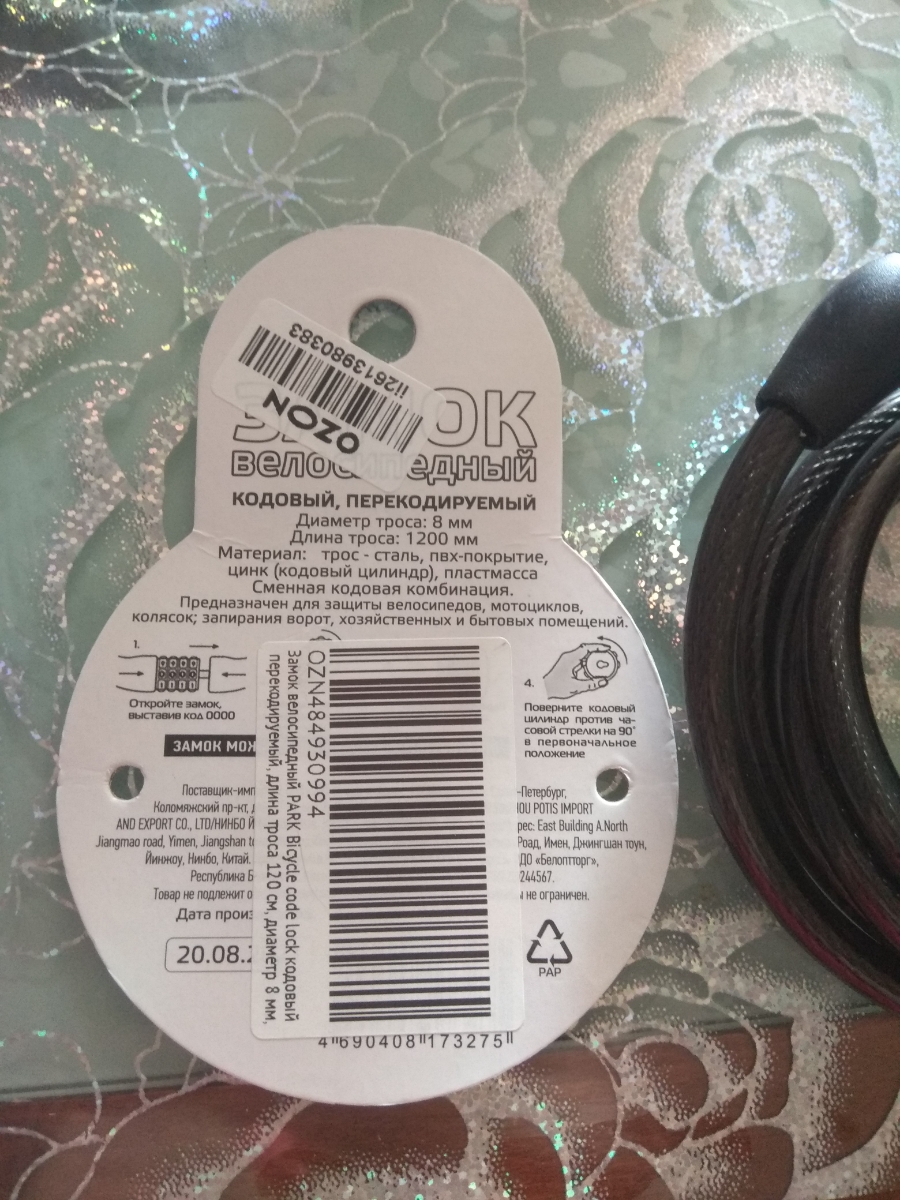 ii2613980383
OZON
ЗАМОК
велосипедный
КОДОВЫЙ, ПЕРЕКОДИРУЕМЫЙ
Диаметр троса: 8 мм
Длина троса: 1200 мм
Материал: трос - сталь, пвх-покрытие,
цинк (кодовый цилиндр), пластмасса
Сменная кодовая комбинация.
Предназначен для защиты велосипедов, мотоциклов,
колясок; запирания ворот, хозяйственных и бытовых помещений.
1.
Откройте замок,
выставив код 0000
4.
Поверните кодовый
цилиндр против ча-
совой стрелки на 90°
в первоначальное
положение
ЗАМОК МОЖ
OZN484930994
Замок велосипедный PARK Bicycle code lock кодовый
перекодируемый, длина троса 120 см, диаметр 8 мм,
Поставщик-имп -Петербург,
Коломяжский пр-кт, OU POTIS IMPORT
AND EXPORT CO., LTD/НИНБО рес: East Building A.North
Jiangmao road, Yimen, Jiangshan Роад, Имен, Джингшан тоун,
Йинжоу, Нинбо, Китай. ДО «Белоптторг»,
Республика 244567.
Товар не подлежит не ограничен.
Дата произ
20.08.
PAP
4 690408 173275